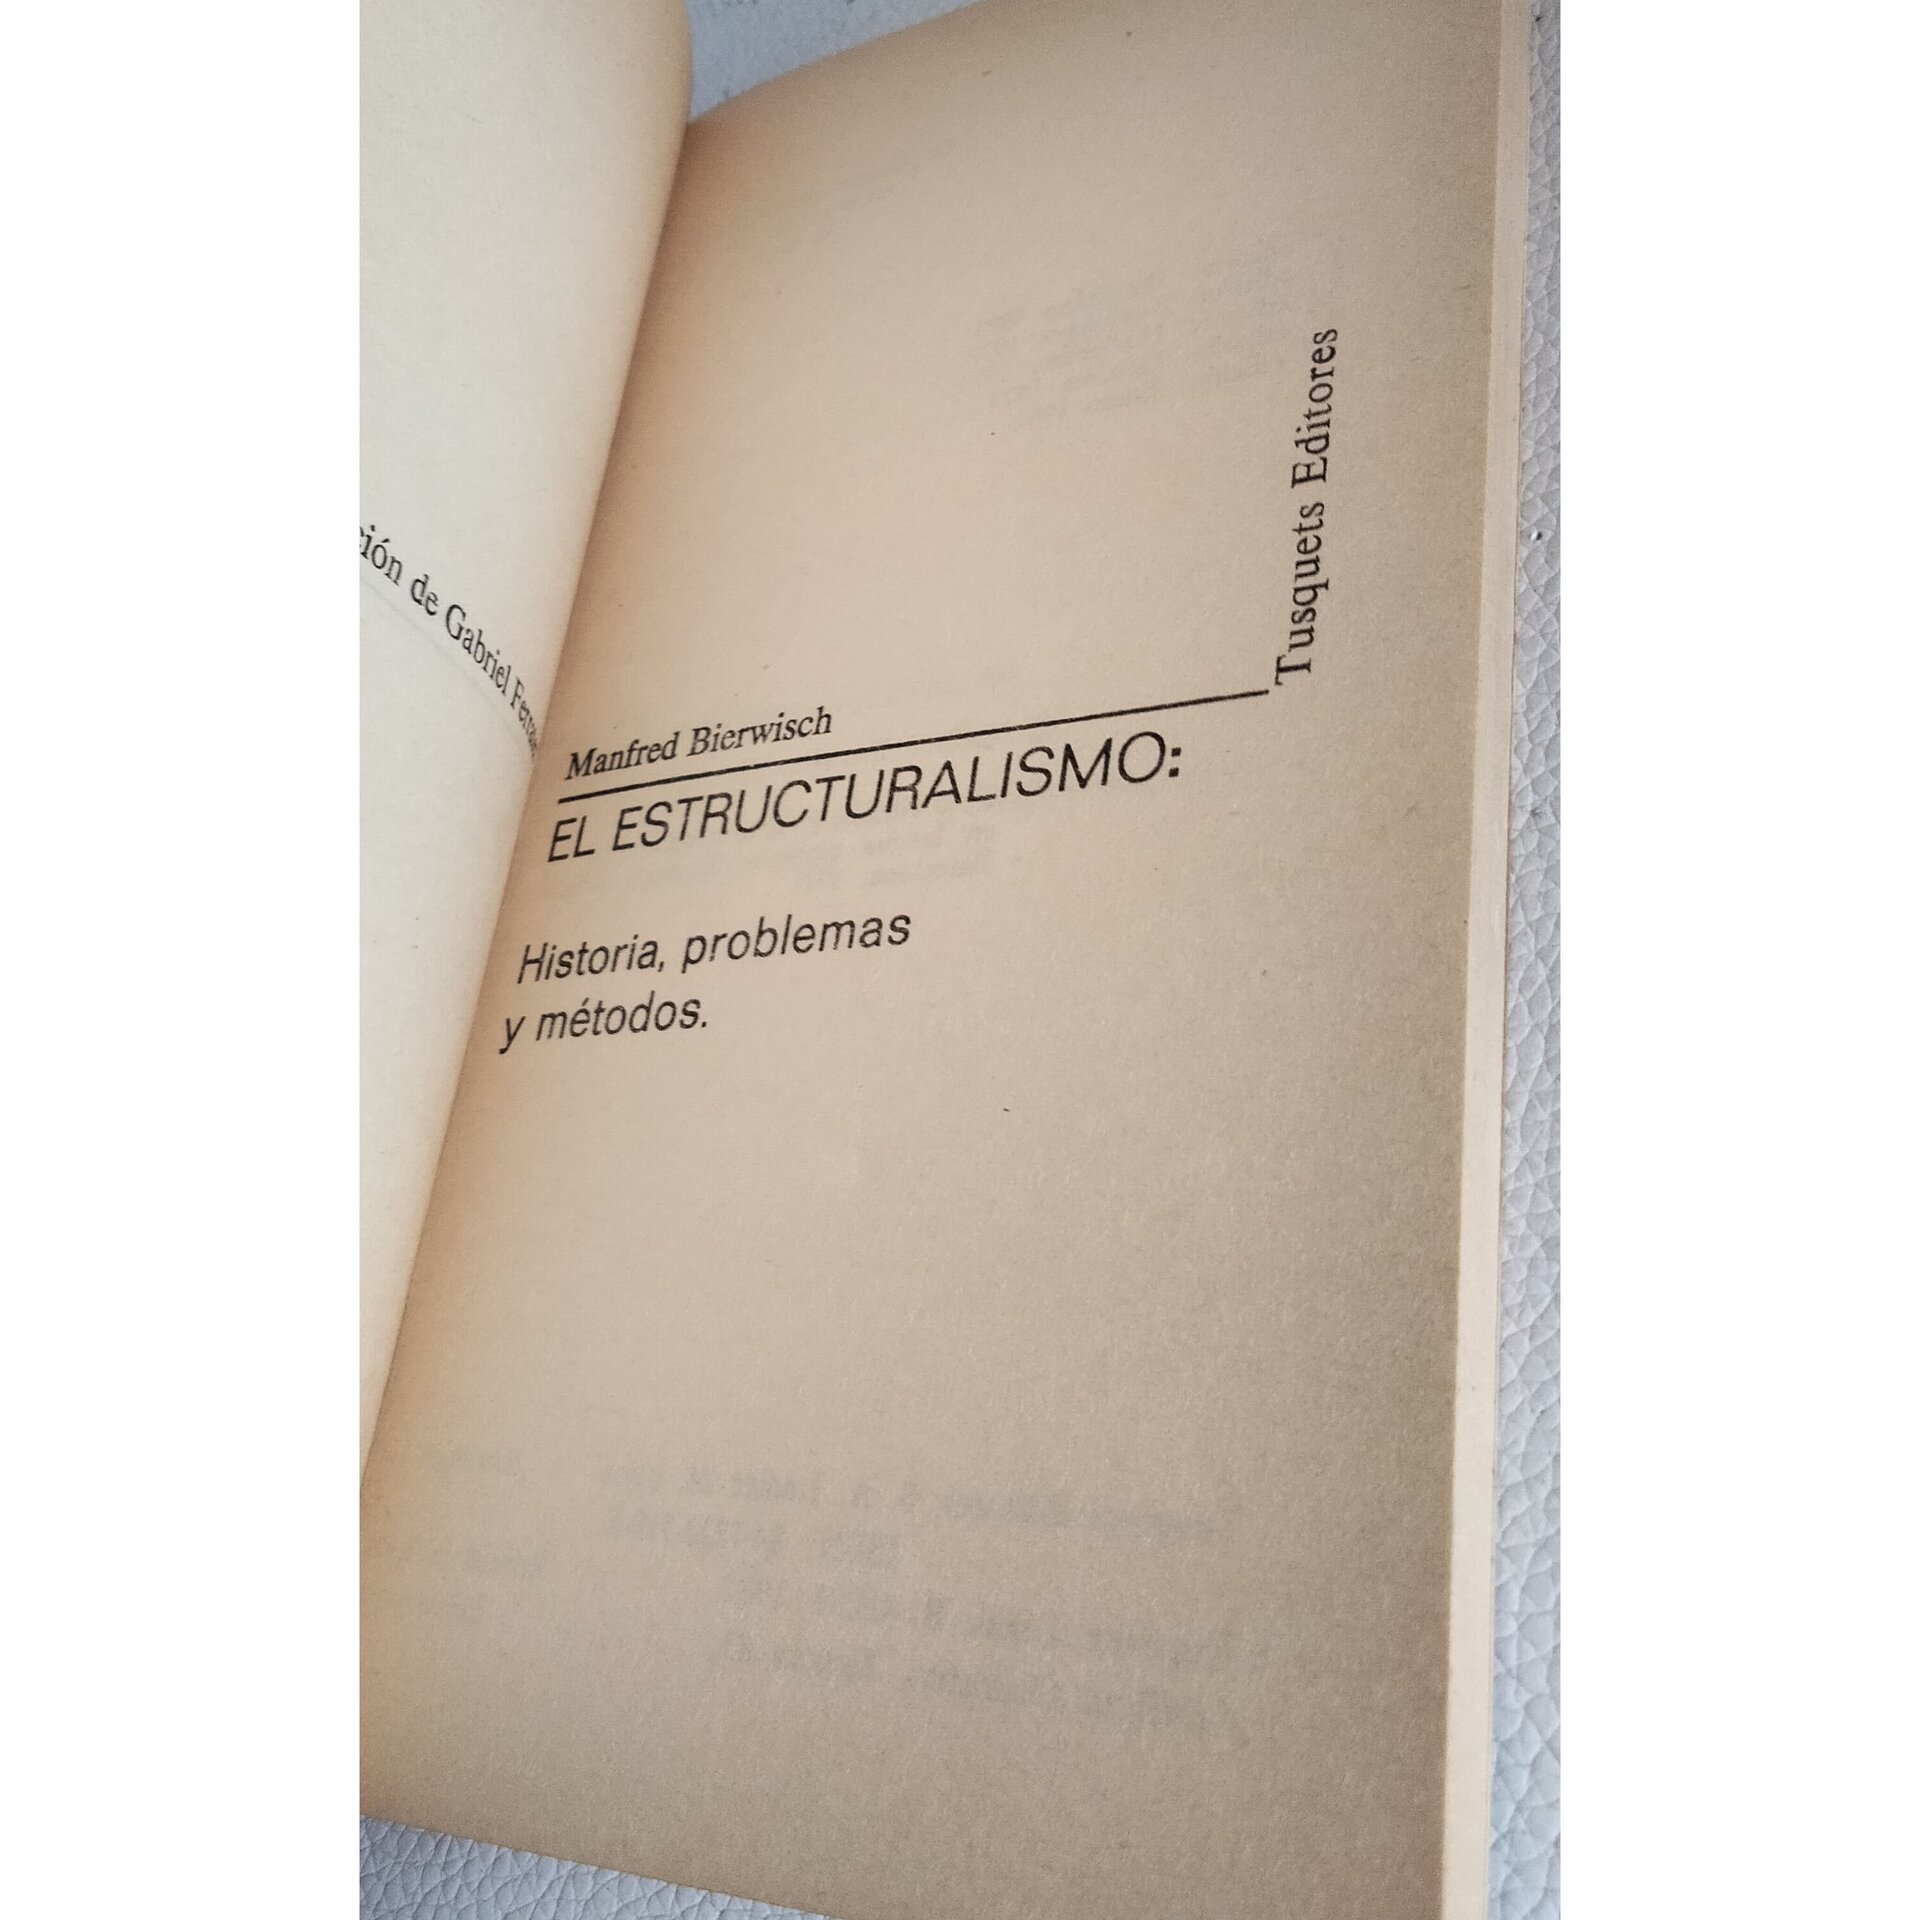 ción de Gabriel
Manfred Bierwisch
EL ESTRUCTURALISMO:
Historia, problemas
y métodos.
Tusquets Editores